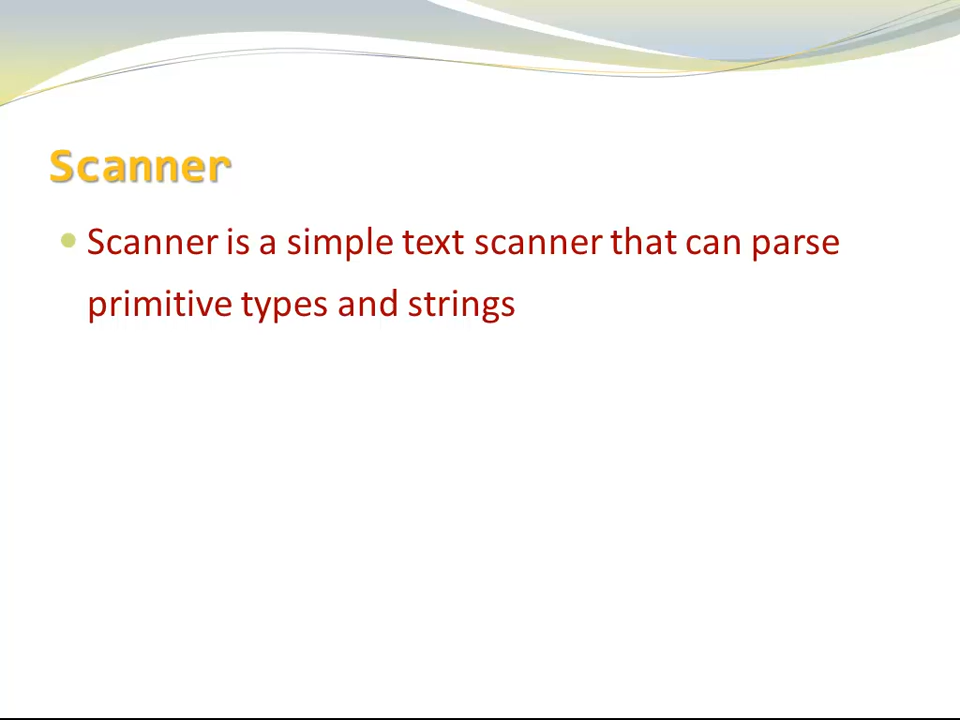 Scanner
Scanner is a simple text scanner that can parse
primitive types and strings